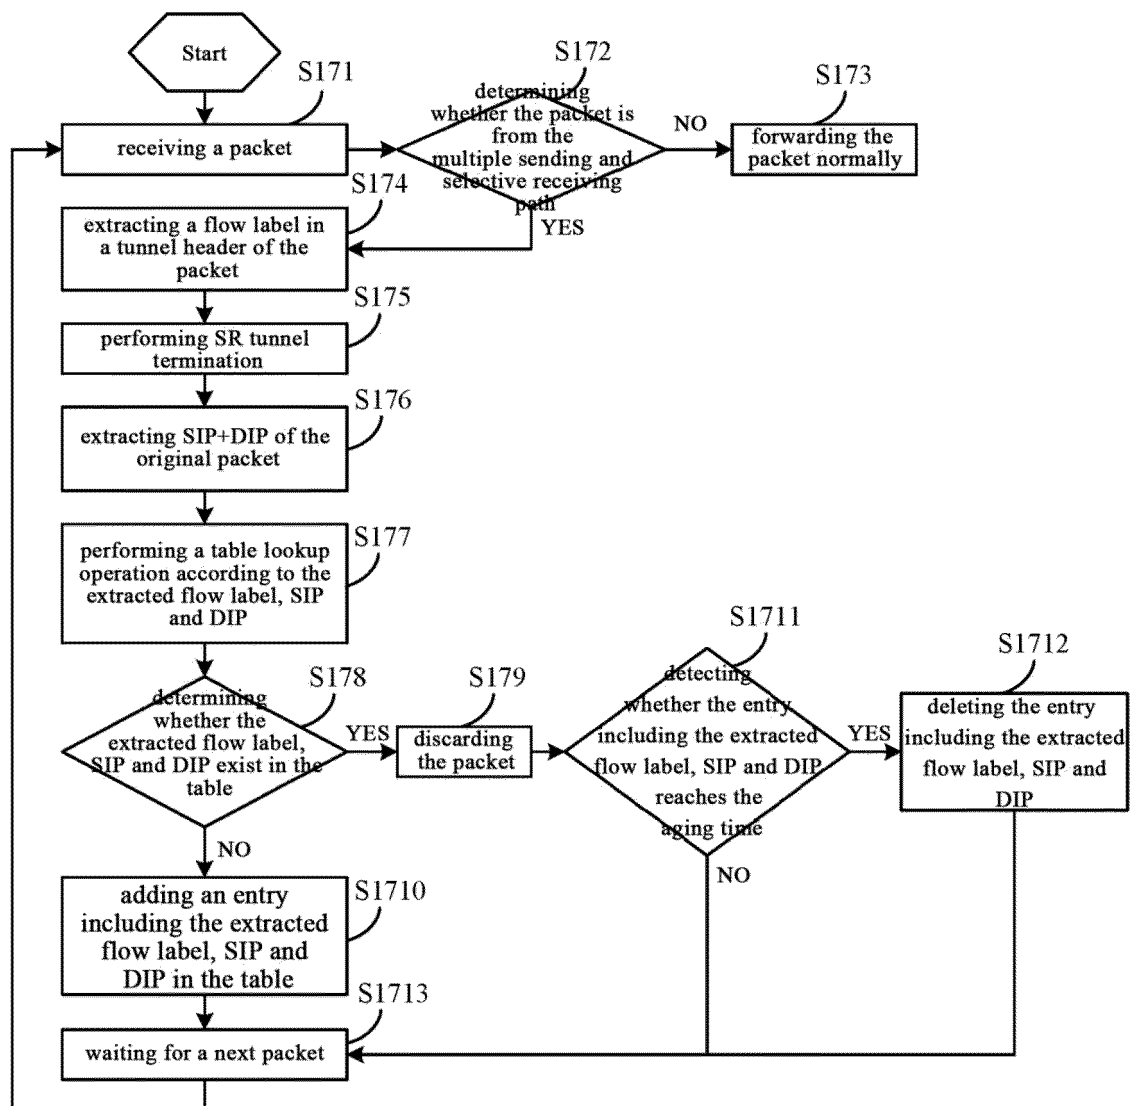 Start
S171
receiving a packet
S172
determining
whether the packet is
from the
multiple sending and
selective receiving
path
NO
S173
forwarding the
packet normally
YES
S174
extracting a flow label in
a tunnel header of the
packet
S175
performing SR tunnel
termination
S176
extracting SIP+DIP of the
original packet
S177
performing a table lookup
operation according to the
extracted flow label, SIP
and DIP
S178
determining
whether the
extracted flow label,
SIP and DIP exist in the
table
YES
S179
discarding
the packet
S1711
detecting
whether the entry
including the extracted
flow label, SIP and DIP
reaches the
aging time
YES
S1712
deleting the entry
including the extracted
flow label, SIP and
DIP
NO
NO
S1710
adding an entry
including the extracted
flow label, SIP and
DIP in the table
S1713
waiting for a next packet